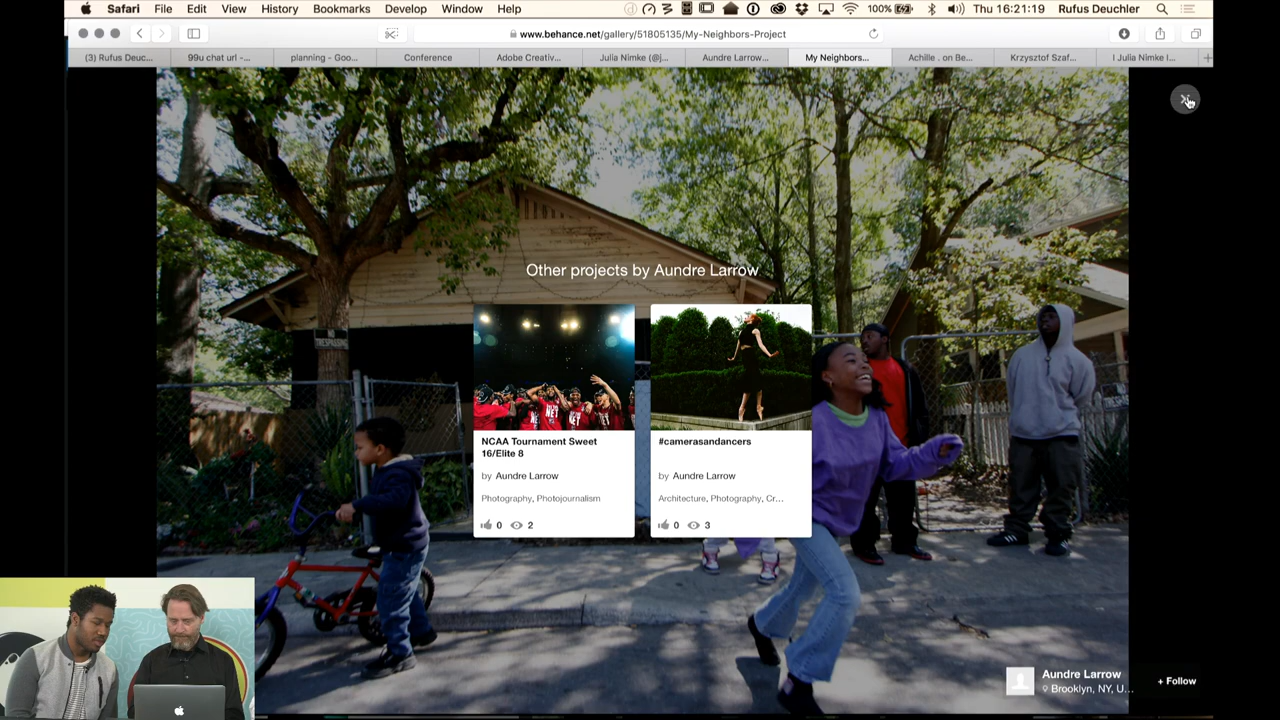 Safari File Edit View History Bookmarks Develop Window Help 100% Thu 16:21:19 Rufus Deuchler
www.behance.net/gallery/51805135/My-Neighbors-Project
(3) Rufus Deuc... 99u chat url -... planning - Goo... Conference Adobe Creativ... Julia Nimke (@j... Aundre Larrow... My Neighbors... Achille . on Be... Krzysztof Szaf... I Julia Nimke I...
TRESPASSING
Other projects by Aundre Larrow
NCAA Tournament Sweet
16/Elite 8
by Aundre Larrow
Photography, Photojournalism
0 2
#camerasandancers
by Aundre Larrow
Architecture, Photography, Cr...
0 3
Aundre Larrow
Brooklyn, NY, U...
+ Follow